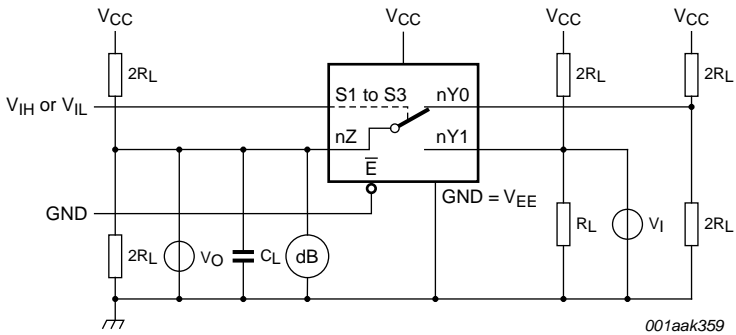 VCC VCC VCC VCC
2RL 2RL 2RL
VIH or VIL S1 to S3 nY0
nZ nY1
E̅
GND GND = VEE
2RL VO CL dB RL VI 2RL
001aak359